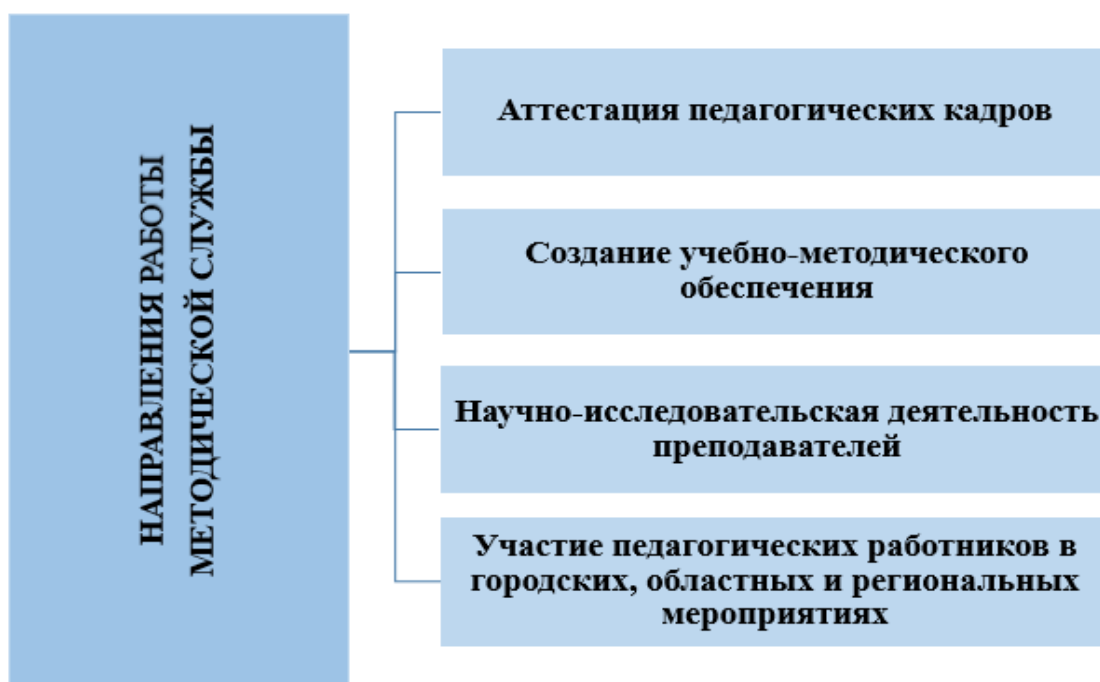 НАПРАВЛЕНИЯ РАБОТЫ
МЕТОДИЧЕСКОЙ СЛУЖБЫ
Аттестация педагогических кадров
Создание учебно-методического
обеспечения
Научно-исследовательская деятельность
преподавателей
Участие педагогических работников в
городских, областных и региональных
мероприятиях